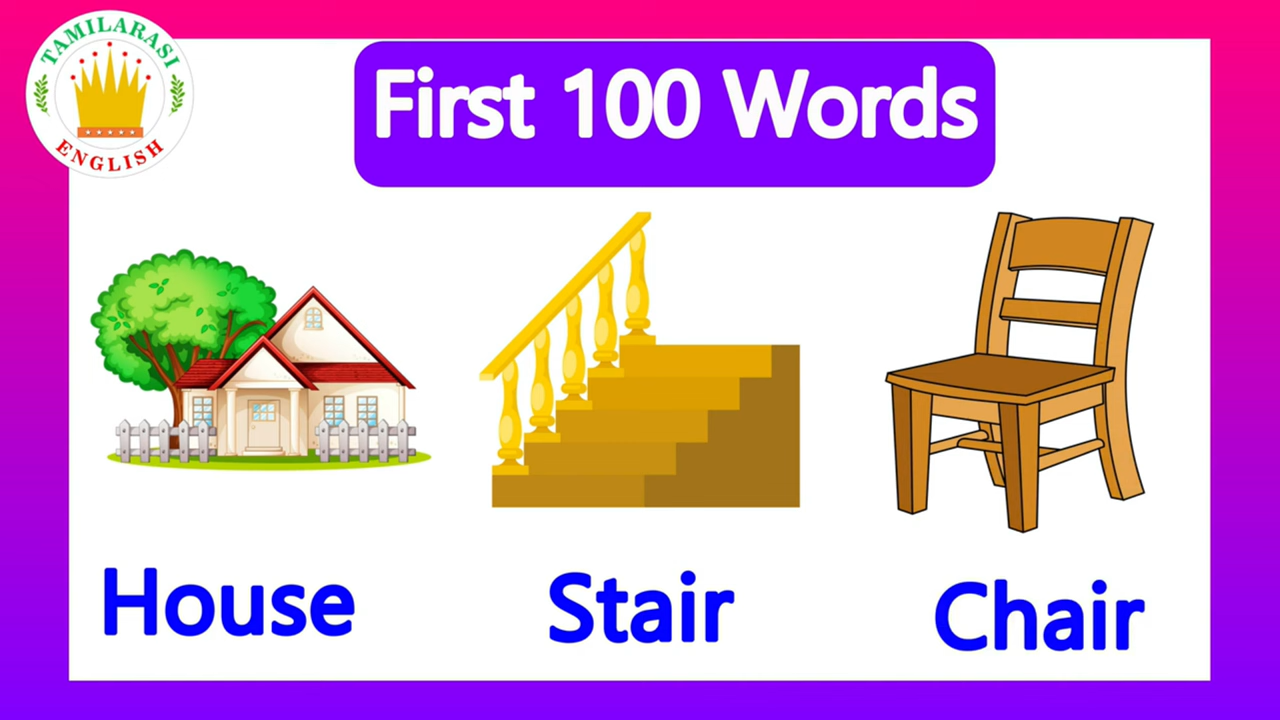 TAMILARASI
ENGLISH
First 100 Words
House
Stair
Chair